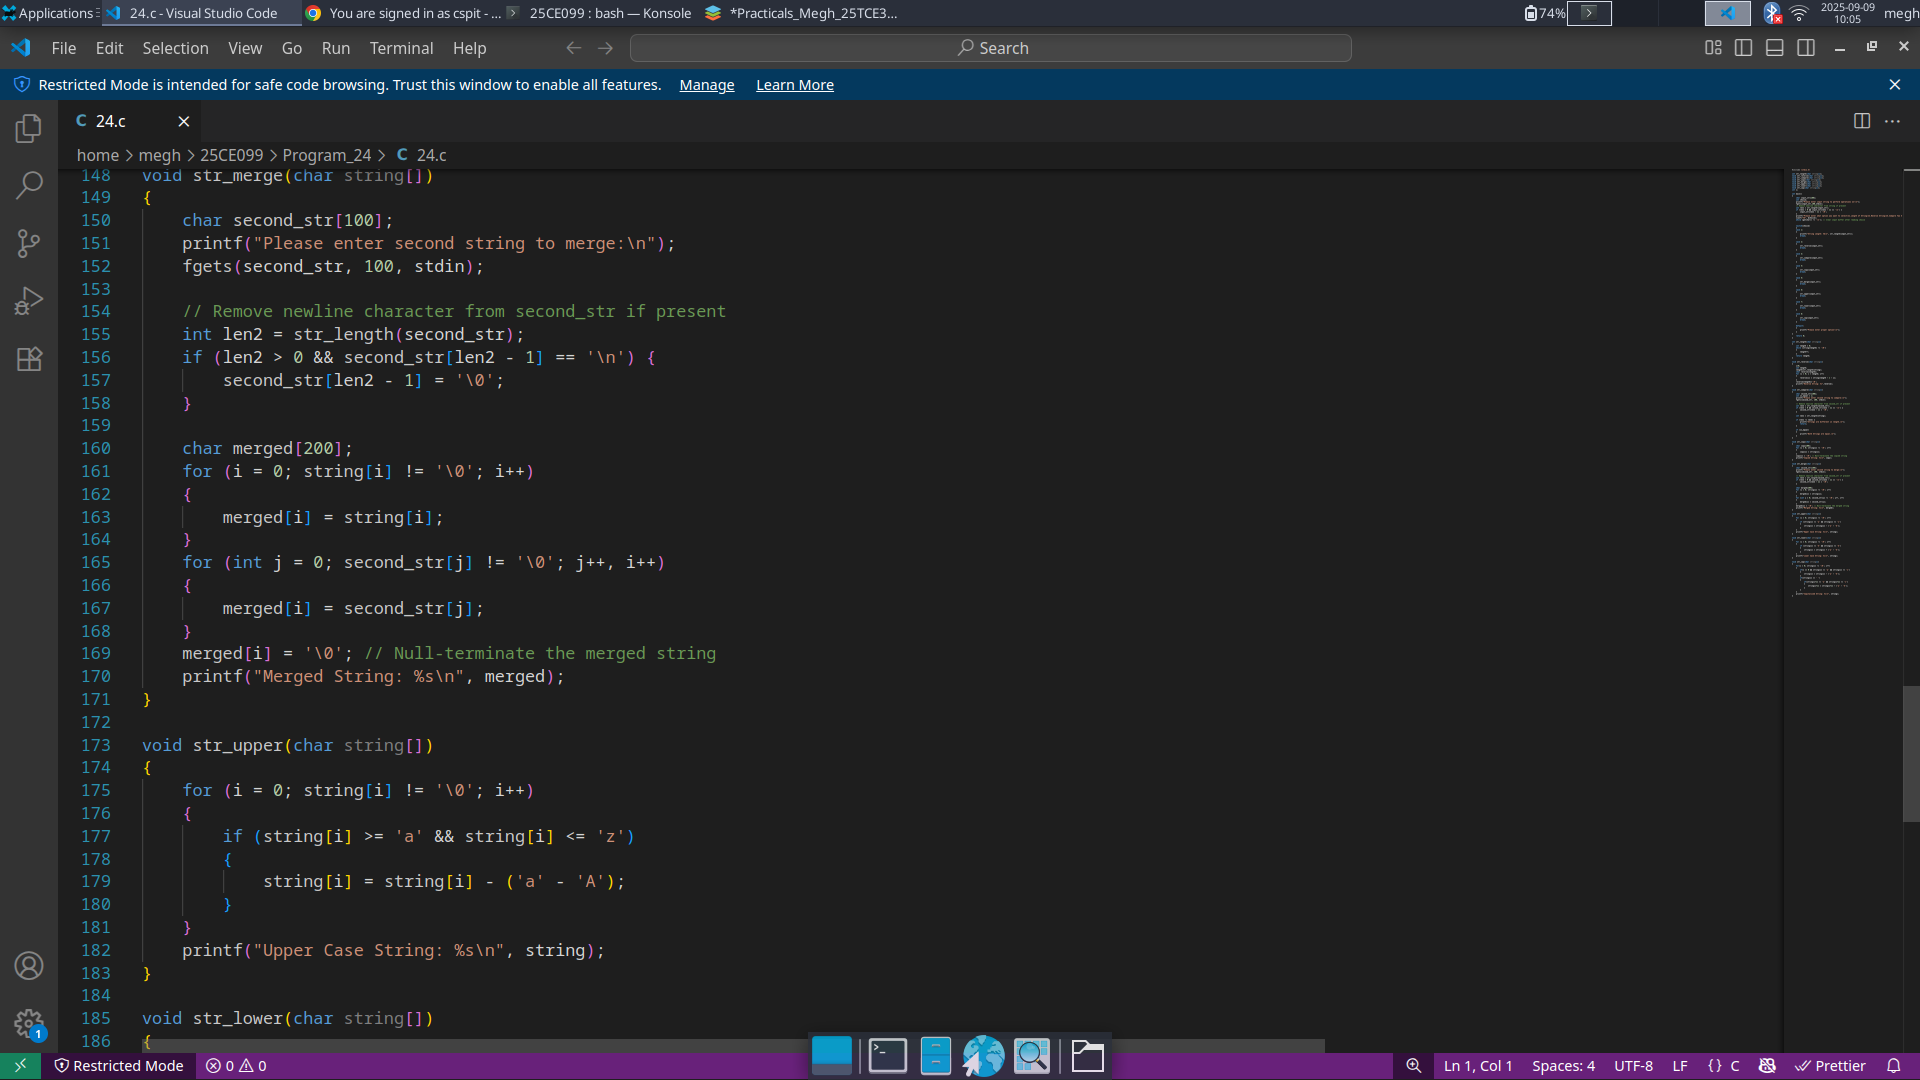 Applications
24.c - Visual Studio Code
You are signed in as cspit - ...
25CE099 : bash — Konsole
*Practicals_Megh_25TCE3...
74%
2025-09-09
10:05
megh
File Edit Selection View Go Run Terminal Help
Search
Restricted Mode is intended for safe code browsing. Trust this window to enable all features. Manage Learn More
C 24.c
home > megh > 25CE099 > Program_24 > C 24.c
148 void str_merge(char string[])
149 {
150     char second_str[100];
151     printf("Please enter second string to merge:\n");
152     fgets(second_str, 100, stdin);
153
154     // Remove newline character from second_str if present
155     int len2 = str_length(second_str);
156     if (len2 > 0 && second_str[len2 - 1] == '\n') {
157         second_str[len2 - 1] = '\0';
158     }
159
160     char merged[200];
161     for (i = 0; string[i] != '\0'; i++)
162     {
163         merged[i] = string[i];
164     }
165     for (int j = 0; second_str[j] != '\0'; j++, i++)
166     {
167         merged[i] = second_str[j];
168     }
169     merged[i] = '\0'; // Null-terminate the merged string
170     printf("Merged String: %s\n", merged);
171 }
172
173 void str_upper(char string[])
174 {
175     for (i = 0; string[i] != '\0'; i++)
176     {
177         if (string[i] >= 'a' && string[i] <= 'z')
178         {
179             string[i] = string[i] - ('a' - 'A');
180         }
181     }
182     printf("Upper Case String: %s\n", string);
183 }
184
185 void str_lower(char string[])
186 {
1
Restricted Mode 0 0 Ln 1, Col 1 Spaces: 4 UTF-8 LF {} C Prettier